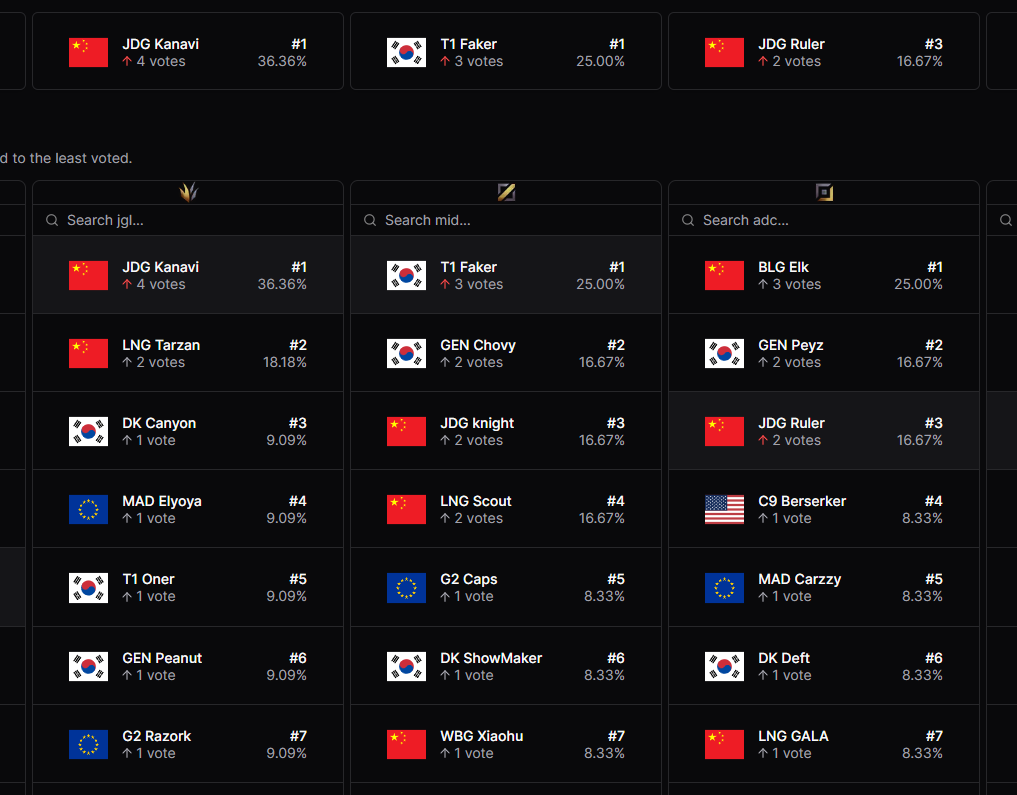 JDG Kanavi #1
4 votes 36.36%
T1 Faker #1
3 votes 25.00%
JDG Ruler #3
2 votes 16.67%
d to the least voted.
Search jgl...
JDG Kanavi #1
4 votes 36.36%
LNG Tarzan #2
2 votes 18.18%
DK Canyon #3
1 vote 9.09%
MAD Elyoya #4
1 vote 9.09%
T1 Oner #5
1 vote 9.09%
GEN Peanut #6
1 vote 9.09%
G2 Razork #7
1 vote 9.09%
Search mid...
T1 Faker #1
3 votes 25.00%
GEN Chovy #2
2 votes 16.67%
JDG knight #3
2 votes 16.67%
LNG Scout #4
2 votes 16.67%
G2 Caps #5
1 vote 8.33%
DK ShowMaker #6
1 vote 8.33%
WBG Xiaohu #7
1 vote 8.33%
Search adc...
BLG Elk #1
3 votes 25.00%
GEN Peyz #2
2 votes 16.67%
JDG Ruler #3
2 votes 16.67%
C9 Berserker #4
1 vote 8.33%
MAD Carzzy #5
1 vote 8.33%
DK Deft #6
1 vote 8.33%
LNG GALA #7
1 vote 8.33%